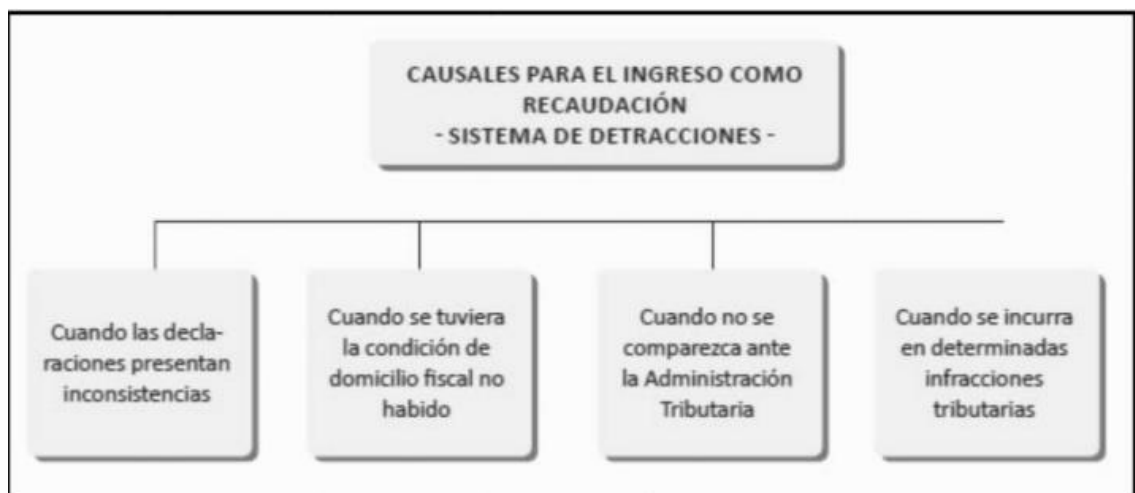 CAUSALES PARA EL INGRESO COMO
RECAUDACIÓN
- SISTEMA DE DETRACCIONES -
Cuando las decla-
raciones presentan
inconsistencias
Cuando se tuviera
la condición de
domicilio fiscal no
habido
Cuando no se
comparezca ante
la Administración
Tributaria
Cuando se incurra
en determinadas
infracciones
tributarias